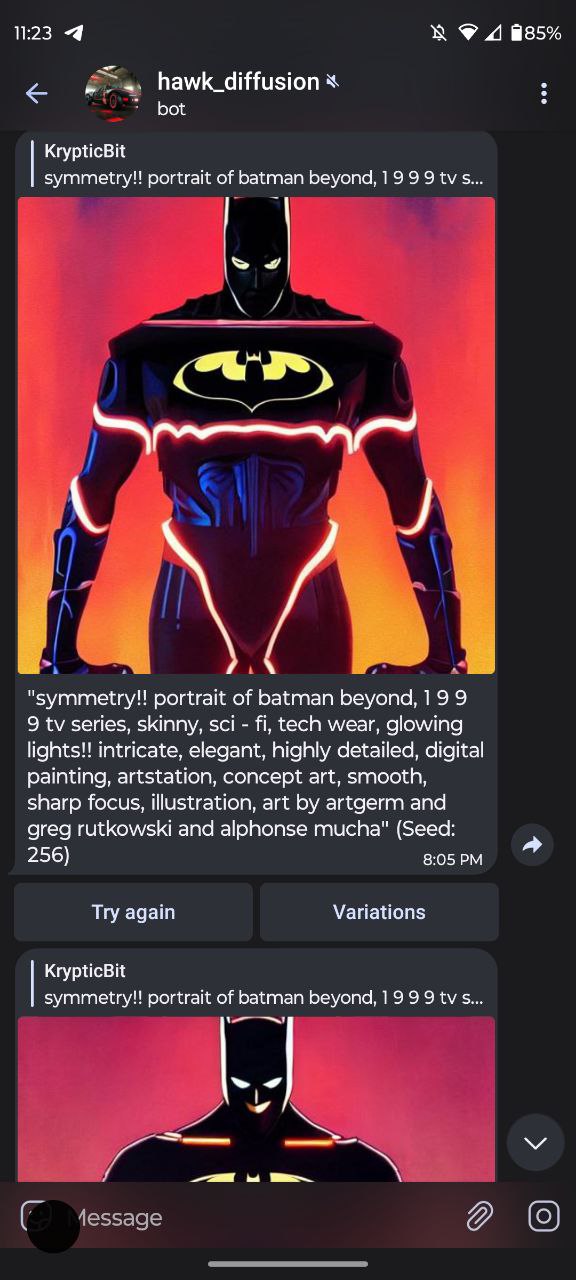 11:23
85%
hawk_diffusion
bot
KrypticBit
symmetry!! portrait of batman beyond, 1 9 9 9 tv s...
"symmetry!! portrait of batman beyond, 1 9 9
9 tv series, skinny, sci - fi, tech wear, glowing
lights!! intricate, elegant, highly detailed, digital
painting, artstation, concept art, smooth,
sharp focus, illustration, art by artgerm and
greg rutkowski and alphonse mucha" (Seed:
256)
8:05 PM
Try again
Variations
KrypticBit
symmetry!! portrait of batman beyond, 1 9 9 9 tv s...
Message